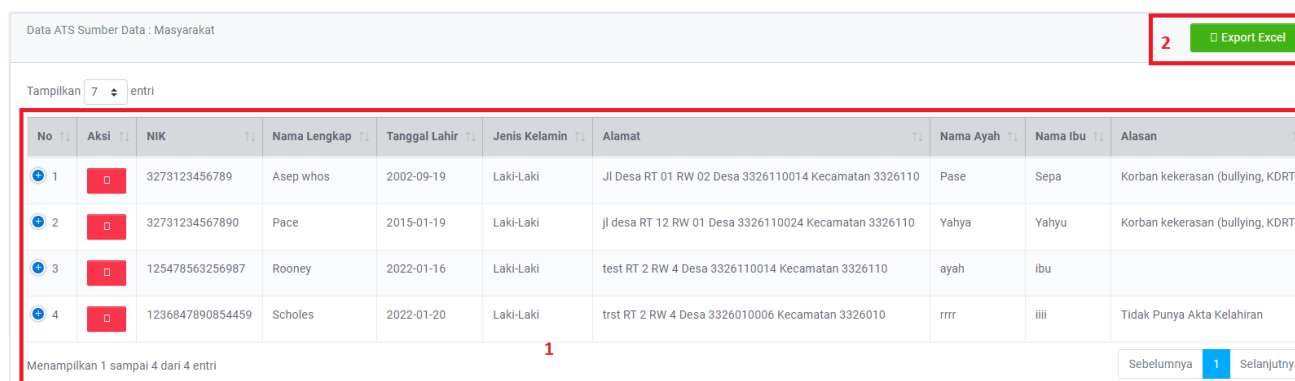 Data ATS Sumber Data : Masyarakat
2
Export Excel
Tampilkan 7 entri
No Aksi NIK Nama Lengkap Tanggal Lahir Jenis Kelamin Alamat Nama Ayah Nama Ibu Alasan
1 3273123456789 Asep whos 2002-09-19 Laki-Laki Jl Desa RT 01 RW 02 Desa 3326110014 Kecamatan 3326110 Pase Sepa Korban kekerasan (bullying, KDRT
2 32731234567890 Pace 2015-01-19 Laki-Laki jl desa RT 12 RW 01 Desa 3326110024 Kecamatan 3326110 Yahya Yahyu Korban kekerasan (bullying, KDRT
3 125478563256987 Rooney 2022-01-16 Laki-Laki test RT 2 RW 4 Desa 3326110014 Kecamatan 3326110 ayah ibu
4 1236847890854459 Scholes 2022-01-20 Laki-Laki trst RT 2 RW 4 Desa 3326010006 Kecamatan 3326010 rrrr iiii Tidak Punya Akta Kelahiran
1
Menampilkan 1 sampai 4 dari 4 entri
Sebelumnya 1 Selanjutny